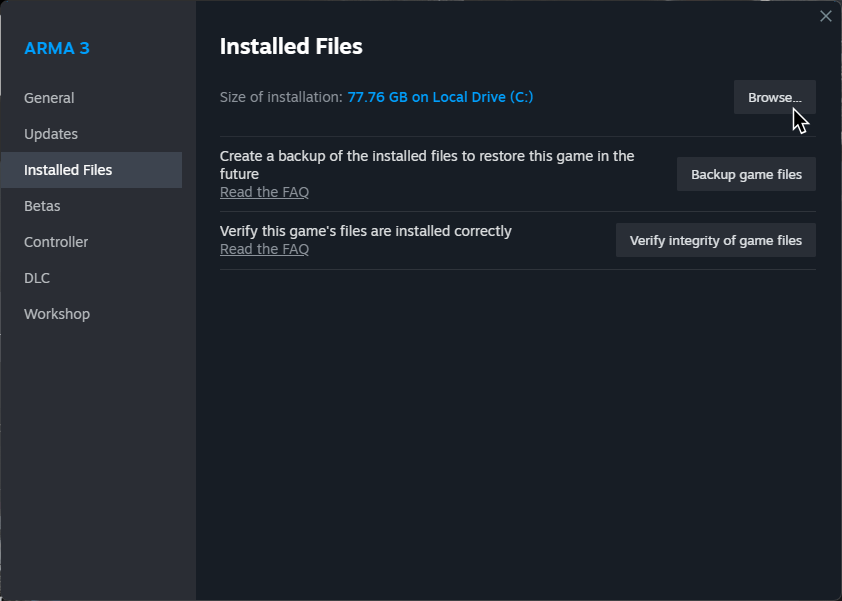 ARMA 3
General
Updates
Installed Files
Betas
Controller
DLC
Workshop
Installed Files
Size of installation: 77.76 GB on Local Drive (C:)
Browse...
Create a backup of the installed files to restore this game in the
future
Read the FAQ
Backup game files
Verify this game's files are installed correctly
Read the FAQ
Verify integrity of game files